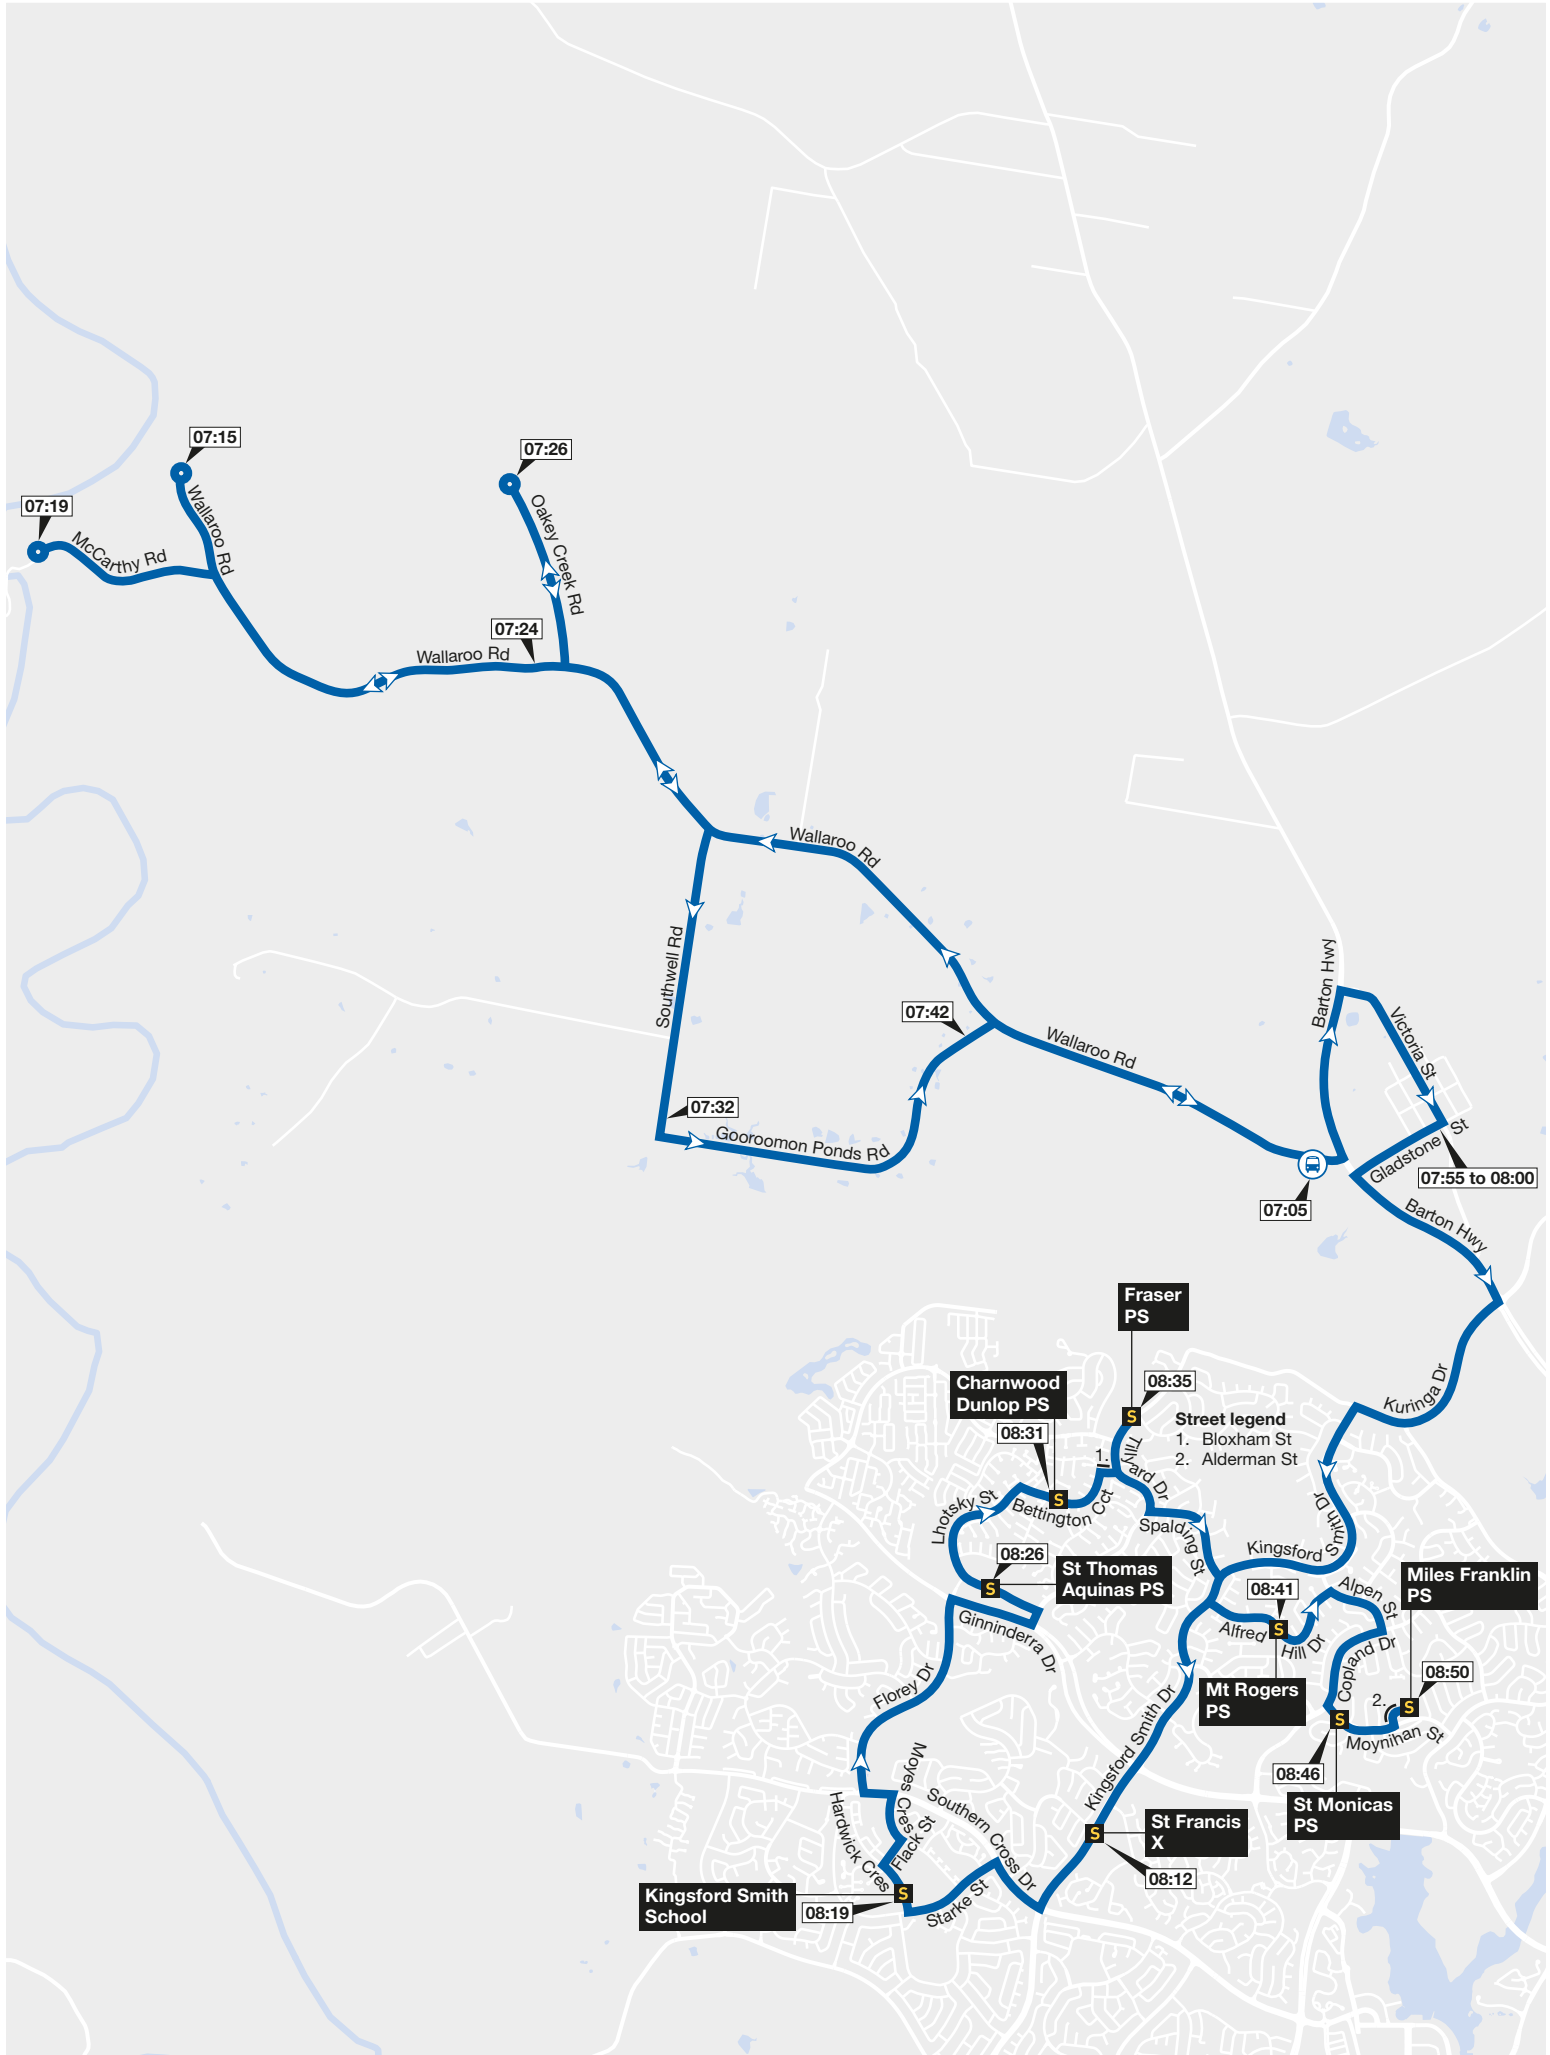 07:15
07:26
07:19
McCarthy Rd
Wallaroo Rd
Oakey Creek Rd
07:24
Wallaroo Rd
Wallaroo Rd
Southwell Rd
07:42
Wallaroo Rd
Barton Hwy
Victoria St
07:32
Gooroomon Ponds Rd
Gladstone St
07:55 to 08:00
07:05
Barton Hwy
Fraser
PS
Charnwood
Dunlop PS
08:35
08:31
Street legend
1. Bloxham St
2. Alderman St
Kuringa Dr
1.
Tillyard Dr
Lhotsky St
Bettington Cct
Spalding St
Kingsford Smith Dr
08:26
St Thomas
Aquinas PS
08:41
Miles Franklin
PS
Alpen St
Ginninderra Dr
Alfred Hill Dr
Copland Dr
Florey Dr
Mt Rogers
PS
08:50
2.
Moynihan St
Kingsford Smith Dr
08:46
St Monicas
PS
Moyes Cres
Hardwick Cres
Flack St
Southern Cross Dr
St Francis
X
08:12
Kingsford Smith
School
08:19
Starke St
S
S
S
S
S
S
S
S